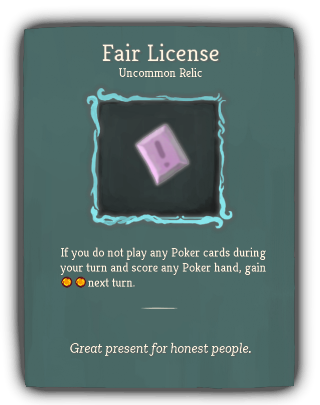 Fair License
Uncommon Relic
If you do not play any Poker cards during
your turn and score any Poker hand, gain
next turn.
Great present for honest people.